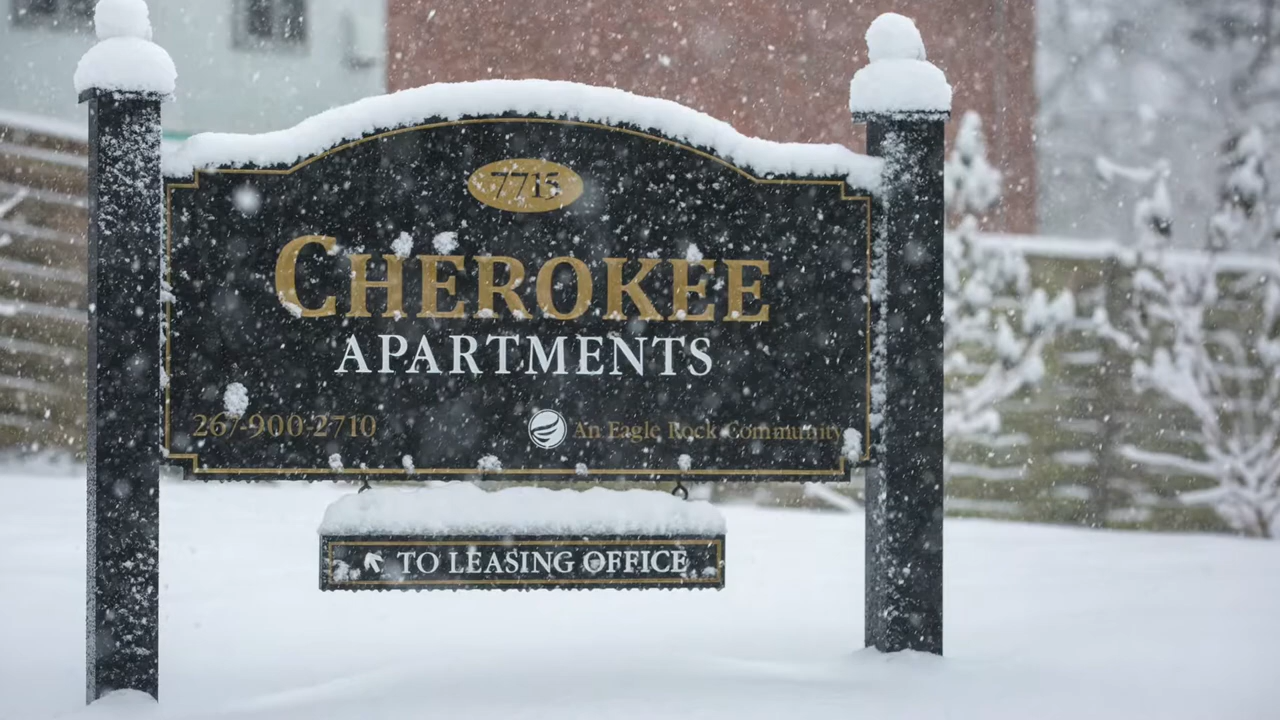 7715
CHEROKEE
APARTMENTS
267-900-2710
An Eagle Rock Community
TO LEASING OFFICE